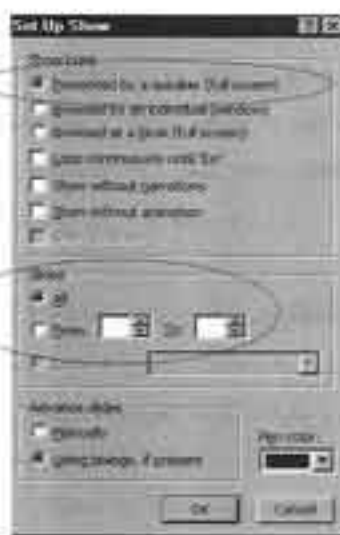 Set Up Show
Show type
Presented by a speaker (full screen)
Browsed by an individual (window)
Browsed at a kiosk (full screen)
Loop continuously until 'Esc'
Show without narrations
Show without animation
Slides
All
From: To:
Advance slides
Manually
Using timings, if present
Pen color:
OK Cancel